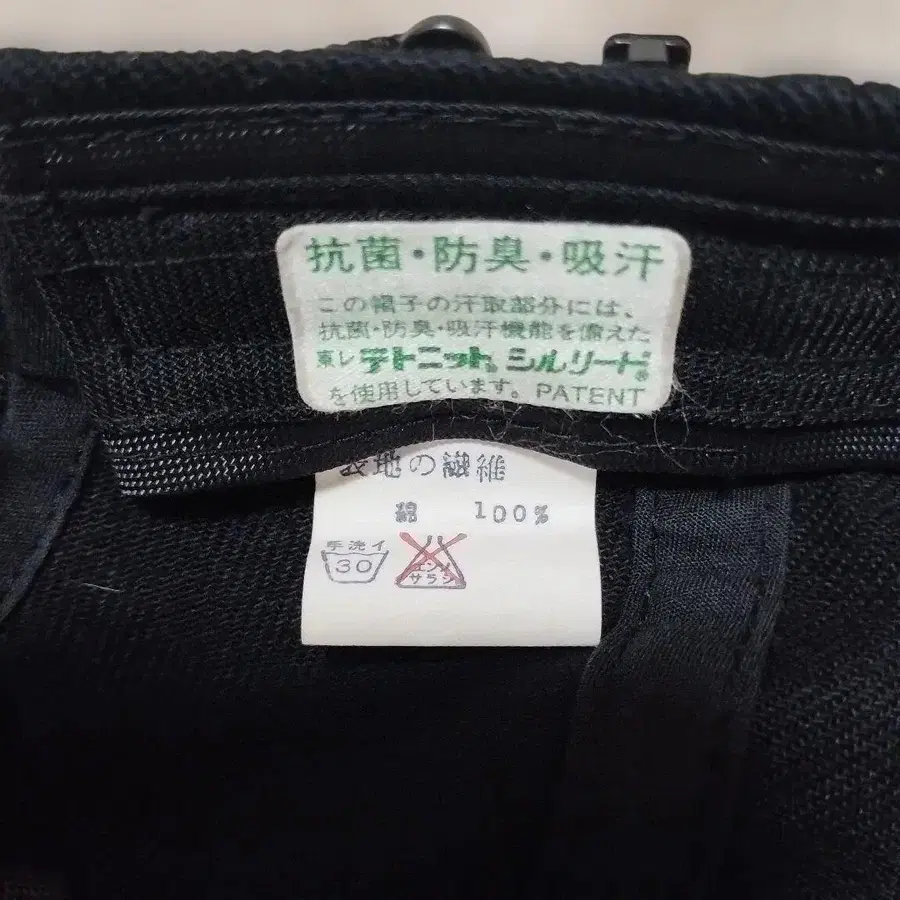 抗菌・防臭・吸汗
この帽子の汗取部分には、
抗菌・防臭・吸汗機能を備えた
東レ テトニット® シルリード®
を使用しています。PATENT
表地の繊維
綿 100%
手洗イ
30
エンソ
サラシ